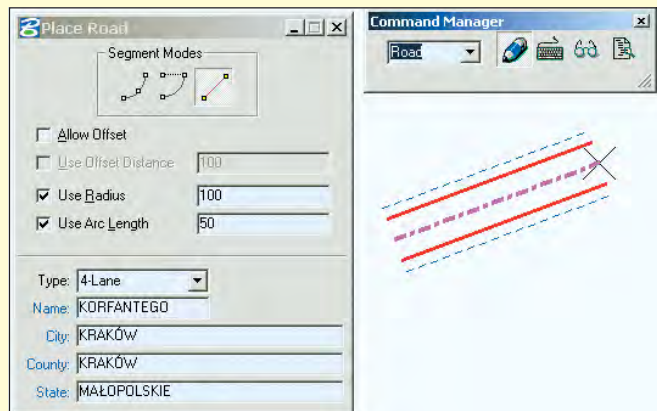 Place Road
Segment Modes
Allow Offset
Use Offset Distance 100
Use Radius 100
Use Arc Length 50
Type: 4-Lane
Name: KORFANTEGO
City: KRAKÓW
County: KRAKÓW
State: MAŁOPOLSKIE
Command Manager
Road